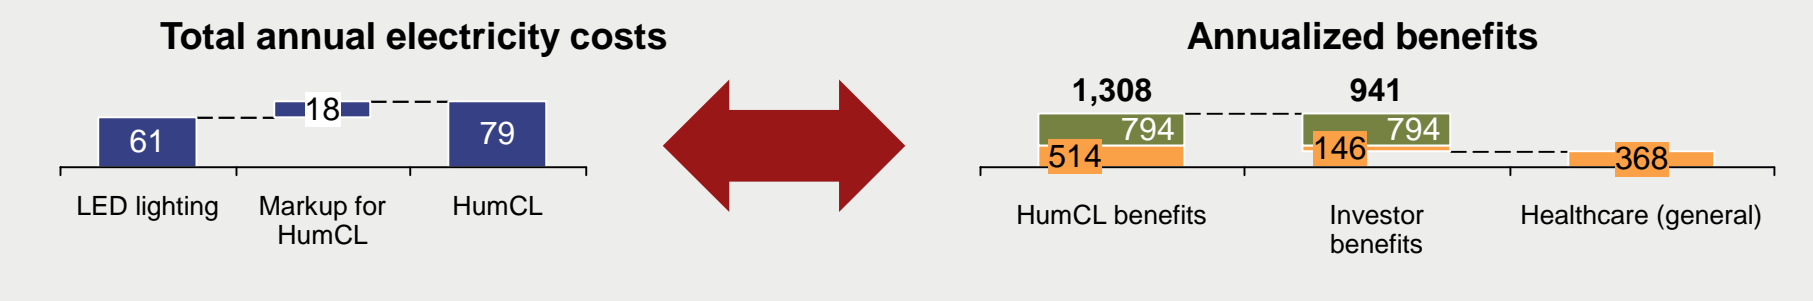 Total annual electricity costs
61
18
79
LED lighting
Markup for
HumCL
HumCL
Annualized benefits
1,308
941
794
514
794
146
368
HumCL benefits
Investor
benefits
Healthcare (general)